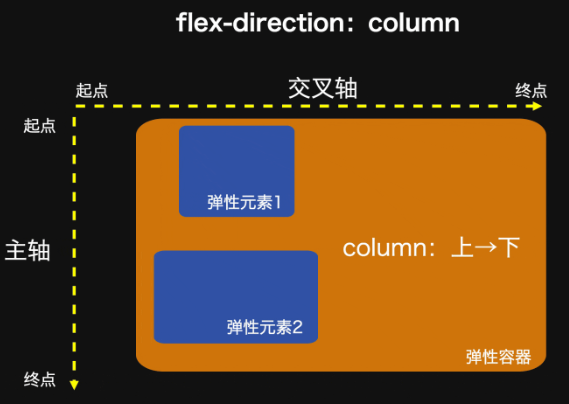 flex-direction：column
起点
交叉轴
终点
起点
弹性元素1
主轴
column：上→下
弹性元素2
弹性容器
终点